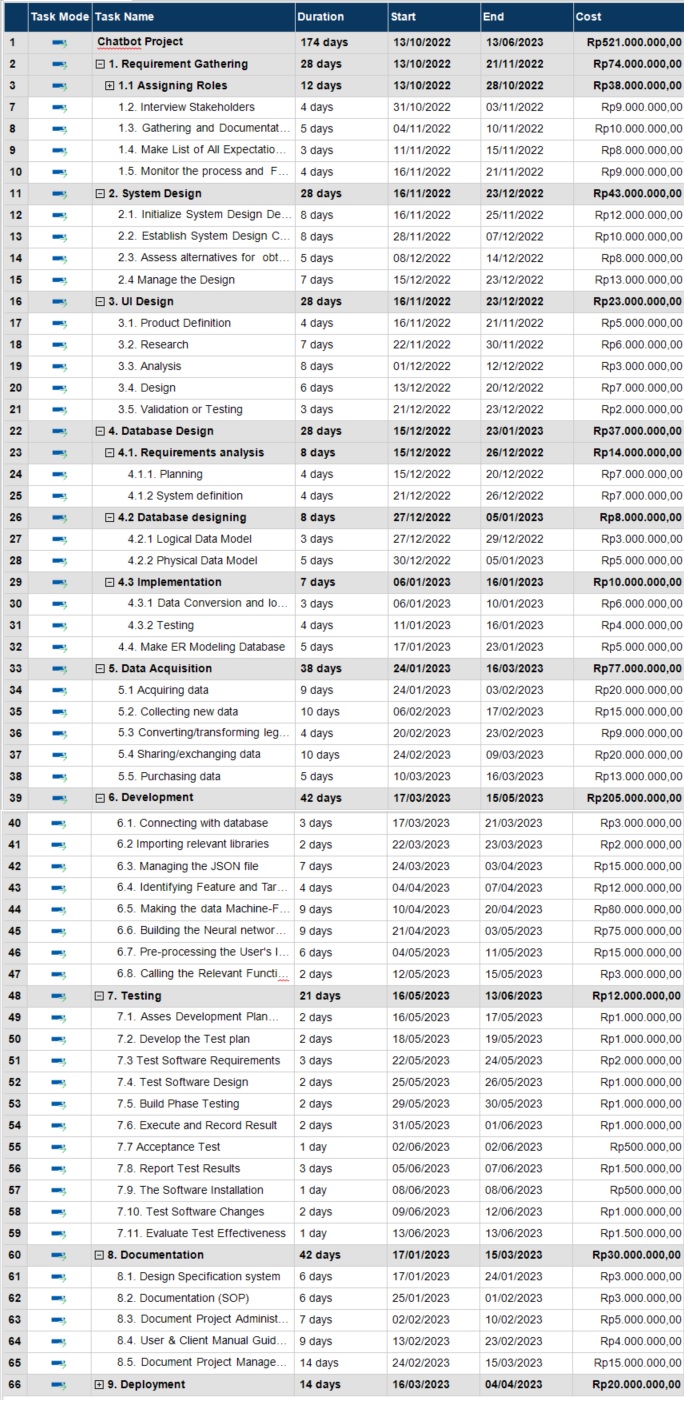 Task Mode Task Name Duration Start End Cost
1 Chatbot Project 174 days 13/10/2022 13/06/2023 Rp521.000.000,00
2 1. Requirement Gathering 28 days 13/10/2022 21/11/2022 Rp74.000.000,00
3 1.1 Assigning Roles 12 days 13/10/2022 28/10/2022 Rp38.000.000,00
7 1.2. Interview Stakeholders 4 days 31/10/2022 03/11/2022 Rp9.000.000,00
8 1.3. Gathering and Documentat... 5 days 04/11/2022 10/11/2022 Rp10.000.000,00
9 1.4. Make List of All Expectatio... 3 days 11/11/2022 15/11/2022 Rp8.000.000,00
10 1.5. Monitor the process and F... 4 days 16/11/2022 21/11/2022 Rp9.000.000,00
11 2. System Design 28 days 16/11/2022 23/12/2022 Rp43.000.000,00
12 2.1. Initialize System Design De... 8 days 16/11/2022 25/11/2022 Rp12.000.000,00
13 2.2. Establish System Design C... 8 days 28/11/2022 07/12/2022 Rp10.000.000,00
14 2.3. Assess alternatives for obt... 5 days 08/12/2022 14/12/2022 Rp8.000.000,00
15 2.4 Manage the Design 7 days 15/12/2022 23/12/2022 Rp13.000.000,00
16 3. UI Design 28 days 16/11/2022 23/12/2022 Rp23.000.000,00
17 3.1. Product Definition 4 days 16/11/2022 21/11/2022 Rp5.000.000,00
18 3.2. Research 7 days 22/11/2022 30/11/2022 Rp6.000.000,00
19 3.3. Analysis 8 days 01/12/2022 12/12/2022 Rp3.000.000,00
20 3.4. Design 6 days 13/12/2022 20/12/2022 Rp7.000.000,00
21 3.5. Validation or Testing 3 days 21/12/2022 23/12/2022 Rp2.000.000,00
22 4. Database Design 28 days 15/12/2022 23/01/2023 Rp37.000.000,00
23 4.1. Requirements analysis 8 days 15/12/2022 26/12/2022 Rp14.000.000,00
24 4.1.1. Planning 4 days 15/12/2022 20/12/2022 Rp7.000.000,00
25 4.1.2 System definition 4 days 21/12/2022 26/12/2022 Rp7.000.000,00
26 4.2 Database designing 8 days 27/12/2022 05/01/2023 Rp8.000.000,00
27 4.2.1 Logical Data Model 3 days 27/12/2022 29/12/2022 Rp3.000.000,00
28 4.2.2 Physical Data Model 5 days 30/12/2022 05/01/2023 Rp5.000.000,00
29 4.3 Implementation 7 days 06/01/2023 16/01/2023 Rp10.000.000,00
30 4.3.1 Data Conversion and lo... 3 days 06/01/2023 10/01/2023 Rp6.000.000,00
31 4.3.2 Testing 4 days 11/01/2023 16/01/2023 Rp4.000.000,00
32 4.4. Make ER Modeling Database 5 days 17/01/2023 23/01/2023 Rp5.000.000,00
33 5. Data Acquisition 38 days 24/01/2023 16/03/2023 Rp77.000.000,00
34 5.1 Acquiring data 9 days 24/01/2023 03/02/2023 Rp20.000.000,00
35 5.2. Collecting new data 10 days 06/02/2023 17/02/2023 Rp15.000.000,00
36 5.3 Converting/transforming leg... 4 days 20/02/2023 23/02/2023 Rp9.000.000,00
37 5.4 Sharing/exchanging data 10 days 24/02/2023 09/03/2023 Rp20.000.000,00
38 5.5. Purchasing data 5 days 10/03/2023 16/03/2023 Rp13.000.000,00
39 6. Development 42 days 17/03/2023 15/05/2023 Rp205.000.000,00
40 6.1. Connecting with database 3 days 17/03/2023 21/03/2023 Rp3.000.000,00
41 6.2 Importing relevant libraries 2 days 22/03/2023 23/03/2023 Rp2.000.000,00
42 6.3. Managing the JSON file 7 days 24/03/2023 03/04/2023 Rp15.000.000,00
43 6.4. Identifying Feature and Tar... 4 days 04/04/2023 07/04/2023 Rp12.000.000,00
44 6.5. Making the data Machine-F... 9 days 10/04/2023 20/04/2023 Rp80.000.000,00
45 6.6. Building the Neural networ... 9 days 21/04/2023 03/05/2023 Rp75.000.000,00
46 6.7. Pre-processing the User's I... 6 days 04/05/2023 11/05/2023 Rp15.000.000,00
47 6.8. Calling the Relevant Functi... 2 days 12/05/2023 15/05/2023 Rp3.000.000,00
48 7. Testing 21 days 16/05/2023 13/06/2023 Rp12.000.000,00
49 7.1. Asses Development Plan... 2 days 16/05/2023 17/05/2023 Rp1.000.000,00
50 7.2. Develop the Test plan 2 days 18/05/2023 19/05/2023 Rp1.000.000,00
51 7.3 Test Software Requirements 3 days 22/05/2023 24/05/2023 Rp2.000.000,00
52 7.4. Test Software Design 2 days 25/05/2023 26/05/2023 Rp1.000.000,00
53 7.5. Build Phase Testing 2 days 29/05/2023 30/05/2023 Rp1.000.000,00
54 7.6. Execute and Record Result 2 days 31/05/2023 01/06/2023 Rp1.000.000,00
55 7.7 Acceptance Test 1 day 02/06/2023 02/06/2023 Rp500.000,00
56 7.8. Report Test Results 3 days 05/06/2023 07/06/2023 Rp1.500.000,00
57 7.9. The Software Installation 1 day 08/06/2023 08/06/2023 Rp500.000,00
58 7.10. Test Software Changes 2 days 09/06/2023 12/06/2023 Rp1.000.000,00
59 7.11. Evaluate Test Effectiveness 1 day 13/06/2023 13/06/2023 Rp1.500.000,00
60 8. Documentation 42 days 17/01/2023 15/03/2023 Rp30.000.000,00
61 8.1. Design Specification system 6 days 17/01/2023 24/01/2023 Rp3.000.000,00
62 8.2. Documentation (SOP) 6 days 25/01/2023 01/02/2023 Rp3.000.000,00
63 8.3. Document Project Administ... 7 days 02/02/2023 10/02/2023 Rp5.000.000,00
64 8.4. User & Client Manual Guid... 9 days 13/02/2023 23/02/2023 Rp4.000.000,00
65 8.5. Document Project Manage... 14 days 24/02/2023 15/03/2023 Rp15.000.000,00
66 9. Deployment 14 days 16/03/2023 04/04/2023 Rp20.000.000,00